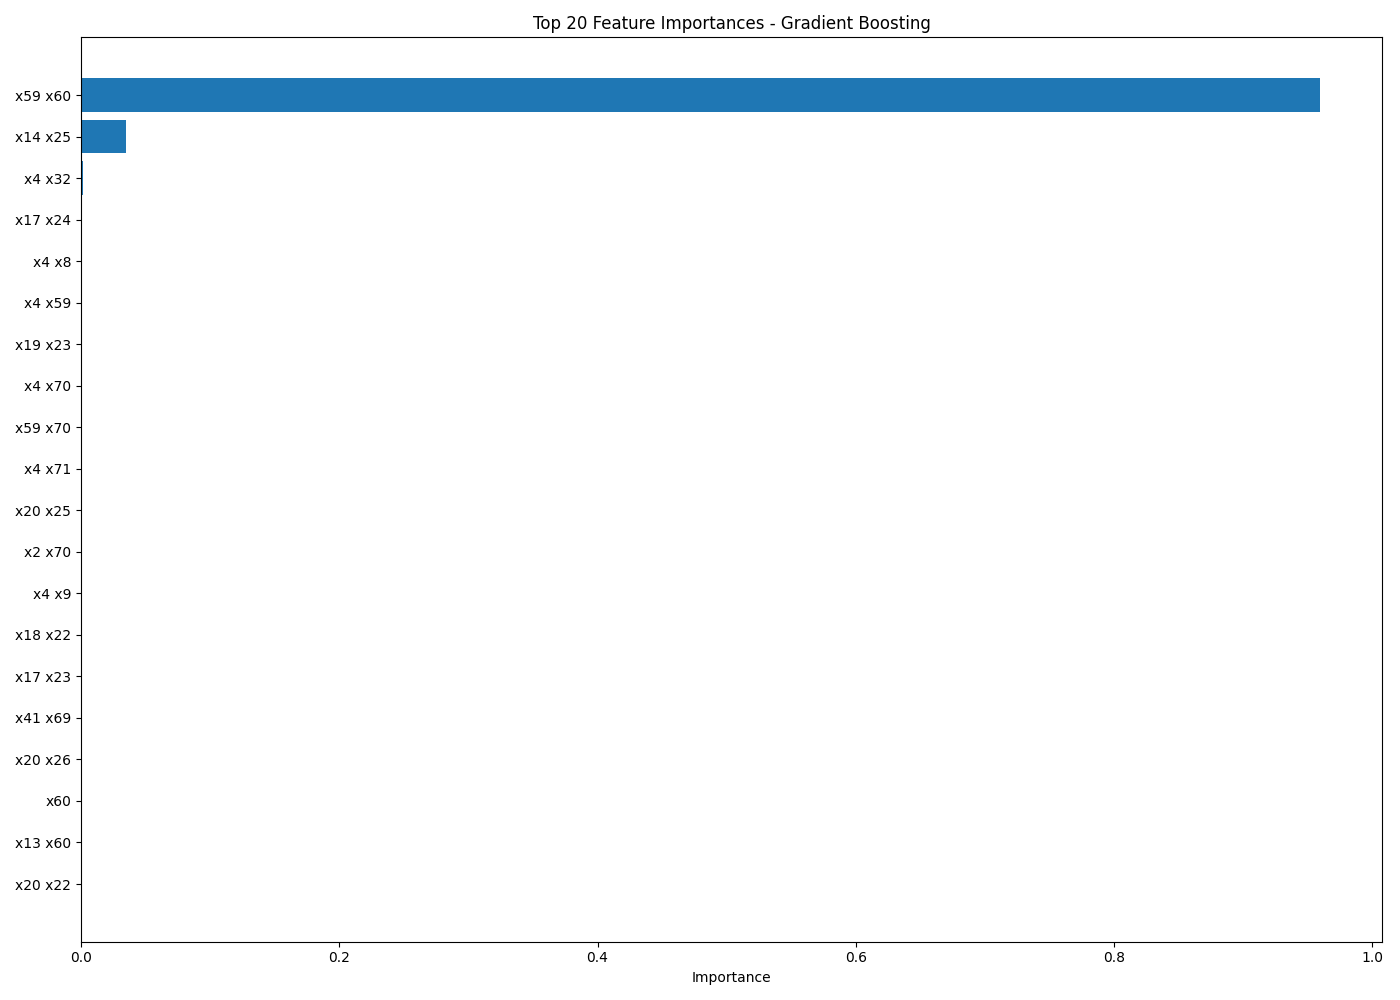 Top 20 Feature Importances - Gradient Boosting
x59 x60
x14 x25
x4 x32
x17 x24
x4 x8
x4 x59
x19 x23
x4 x70
x59 x70
x4 x71
x20 x25
x2 x70
x4 x9
x18 x22
x17 x23
x41 x69
x20 x26
x60
x13 x60
x20 x22
0.0 0.2 0.4 0.6 0.8 1.0
Importance